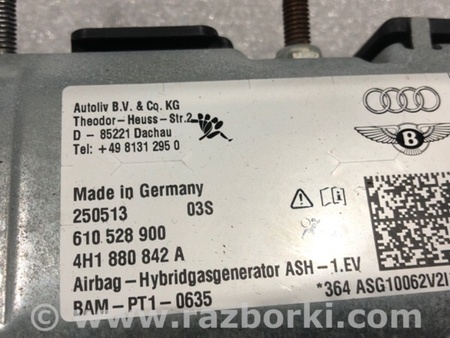 Autoliv B.V. & Co. KG
Theodor-Heuss-Str.2
D - 85221 Dachau
Tel: +49 8131 295 0
B
Made in Germany
250513 03S
610 528 900
4H1 880 842 A
Airbag-Hybridgasgenerator ASH-1.EV
*364 ASG10062V2I
BAM-PT1-0635
© www.razborki.com